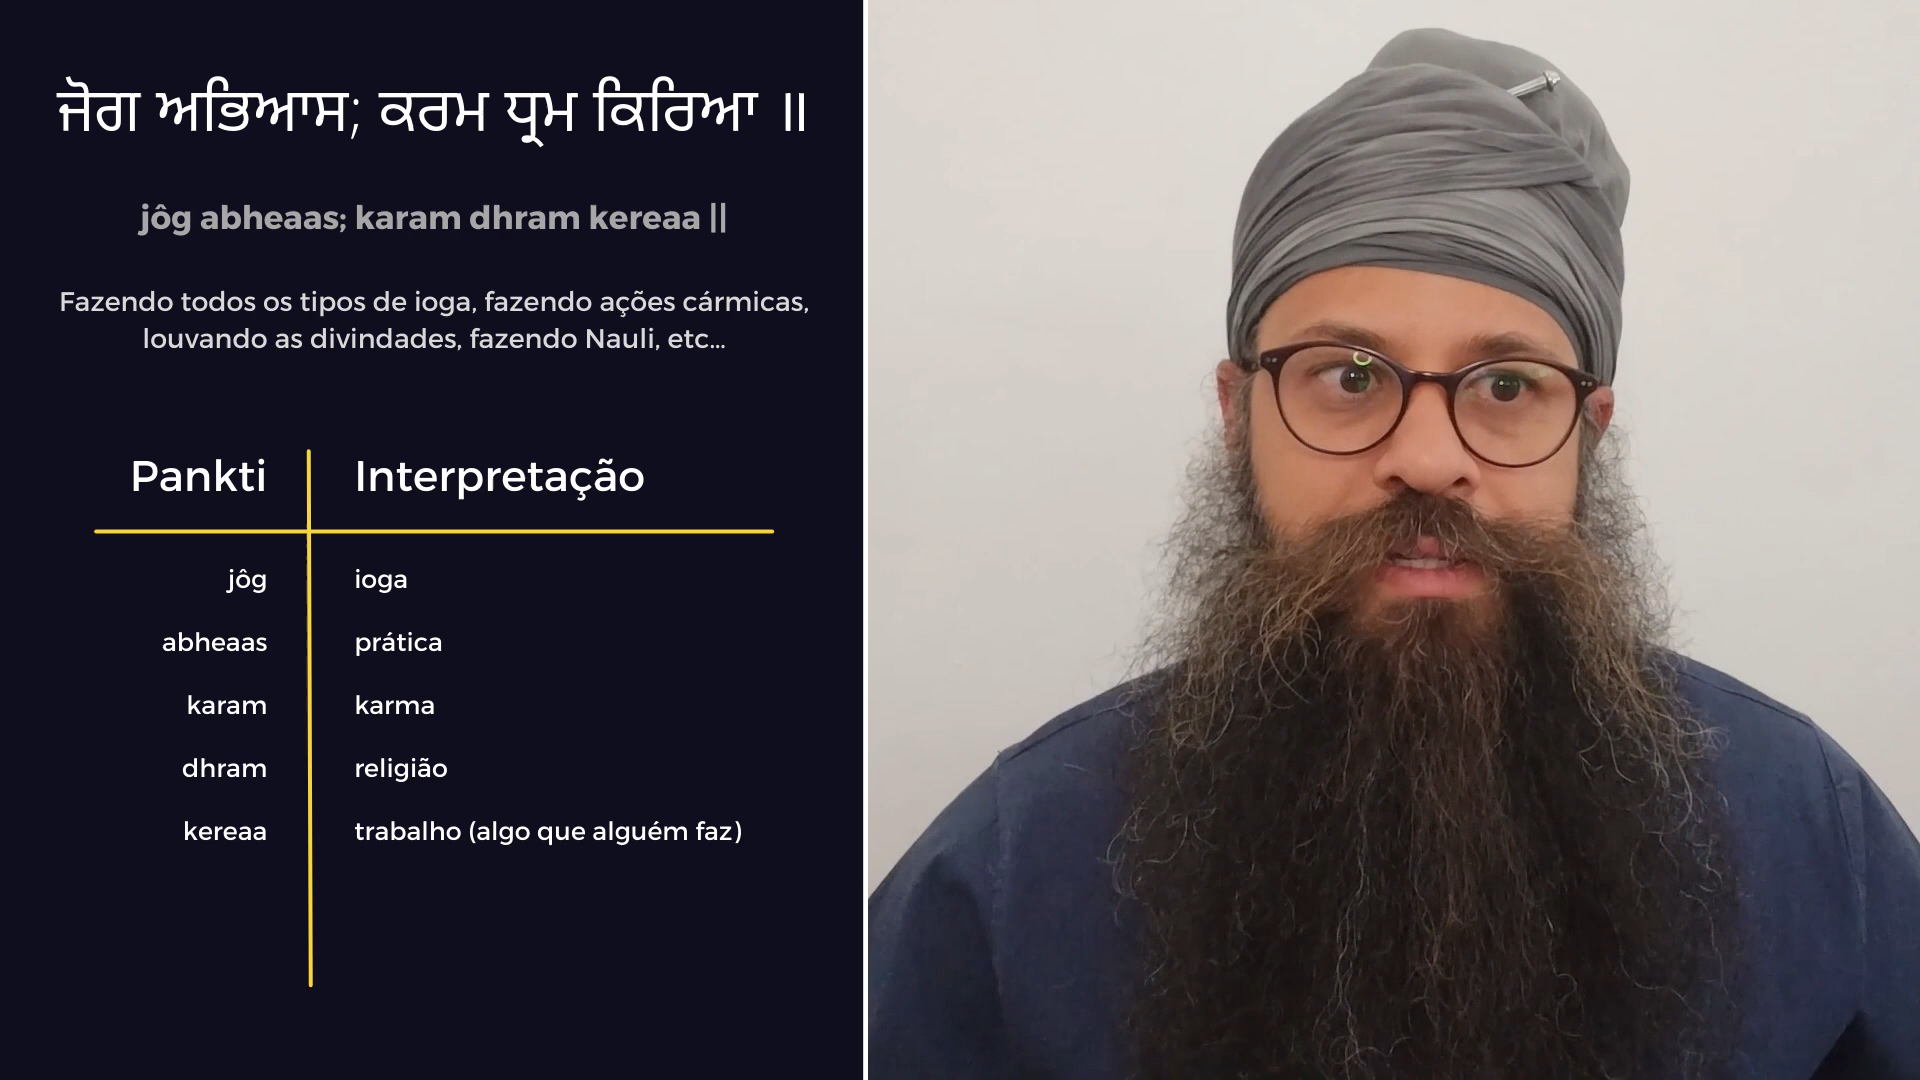 ਜੋਗ ਅਭਿਆਸ; ਕਰਮ ਧ੍ਰਮ ਕਿਰਿਆ ॥
jôg abheaas; karam dhram kereaa ||
Fazendo todos os tipos de ioga, fazendo ações cármicas,
louvando as divindades, fazendo Nauli, etc...
Pankti Interpretação
jôg ioga
abheaas prática
karam karma
dhram religião
kereaa trabalho (algo que alguém faz)